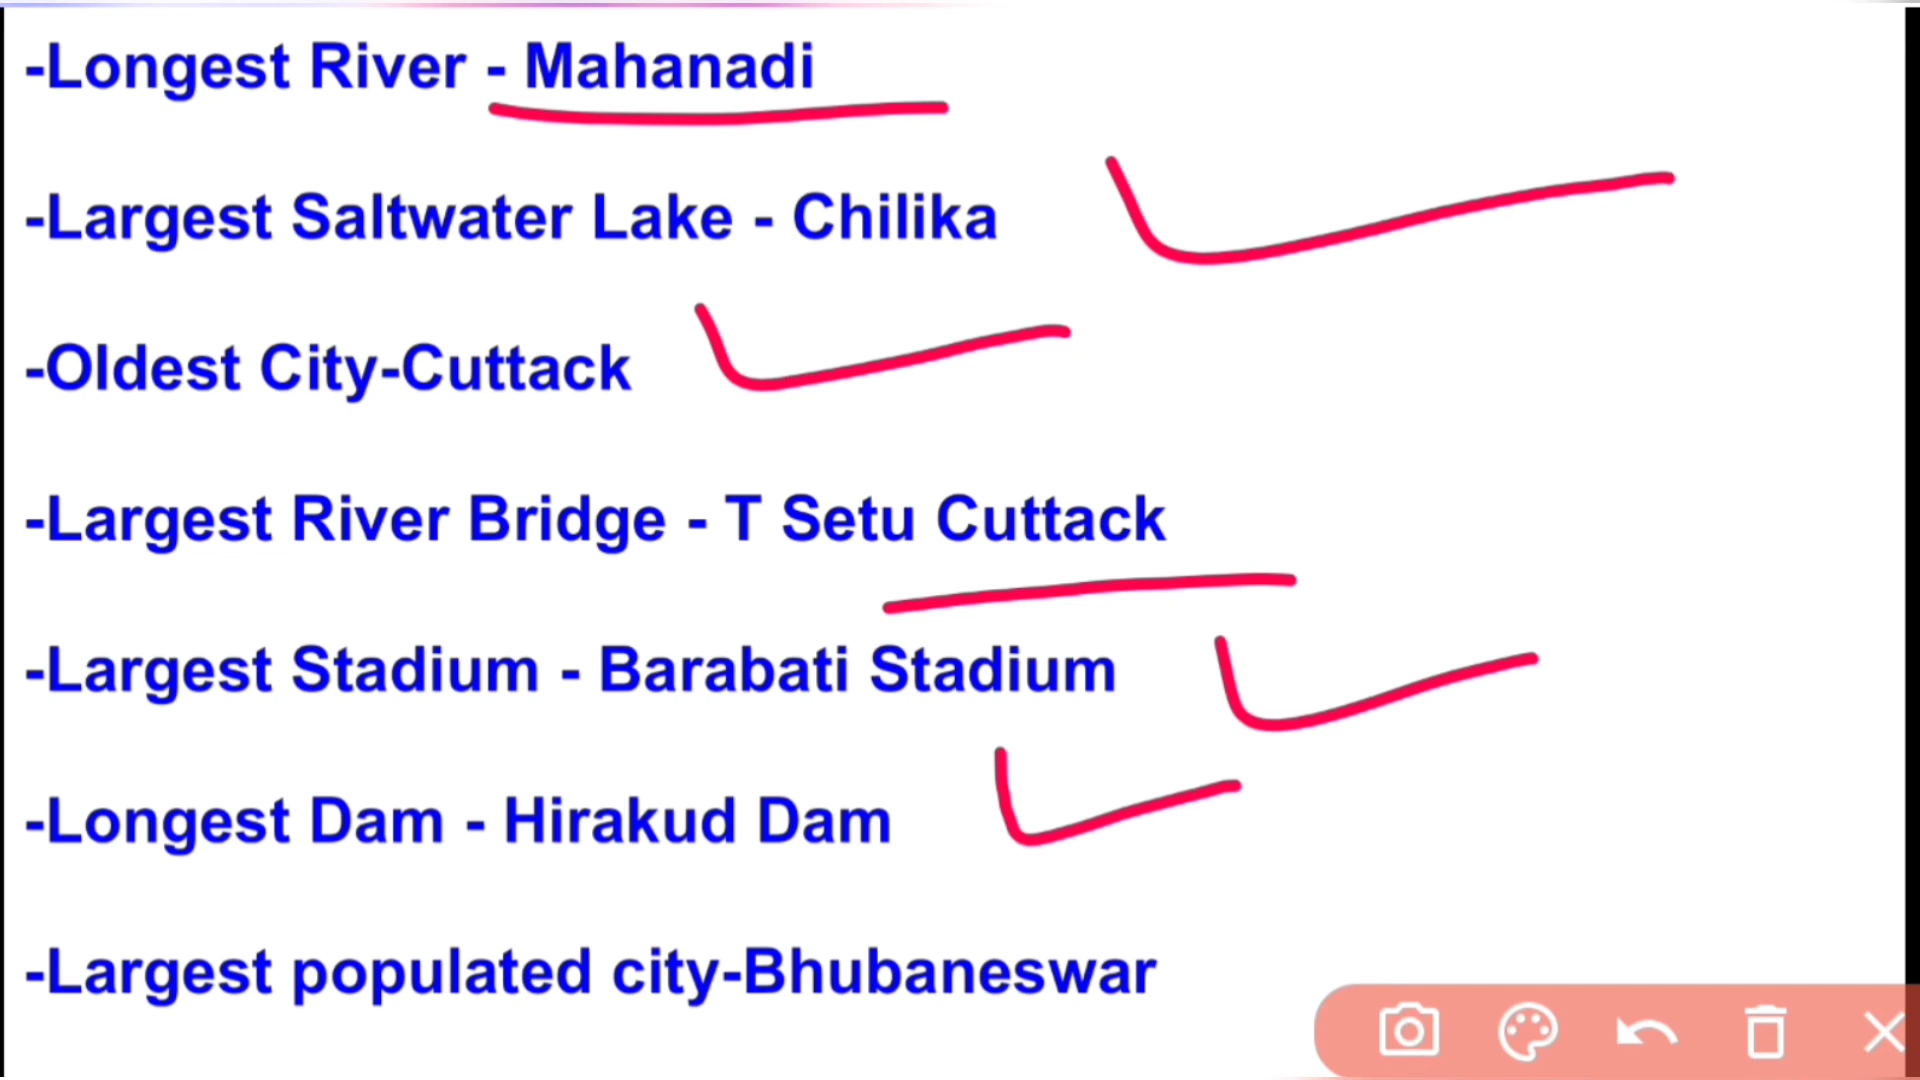 -Longest River - Mahanadi
-Largest Saltwater Lake - Chilika
-Oldest City-Cuttack
-Largest River Bridge - T Setu Cuttack
-Largest Stadium - Barabati Stadium
-Longest Dam - Hirakud Dam
-Largest populated city-Bhubaneswar